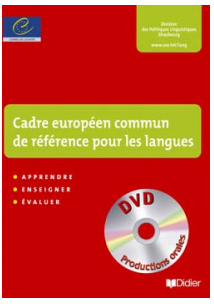 Division
des Politiques Linguistiques
Strasbourg
www.coe.int/lang
Cadre européen commun
de référence pour les langues
• APPRENDRE
• ENSEIGNER
• ÉVALUER
DVD
Productions orales
Didier